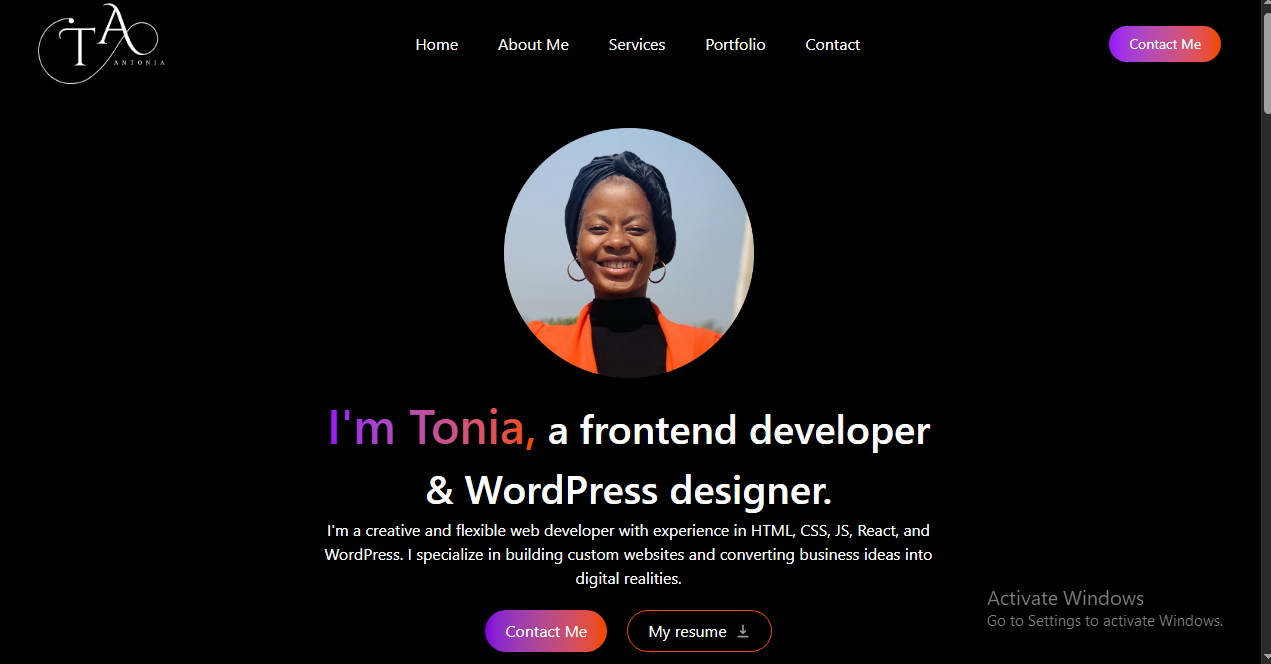 TA
ANTONIA
Home About Me Services Portfolio Contact
Contact Me
I'm Tonia, a frontend developer
& WordPress designer.
I'm a creative and flexible web developer with experience in HTML, CSS, JS, React, and
WordPress. I specialize in building custom websites and converting business ideas into
digital realities.
Contact Me My resume
Activate Windows
Go to Settings to activate Windows.